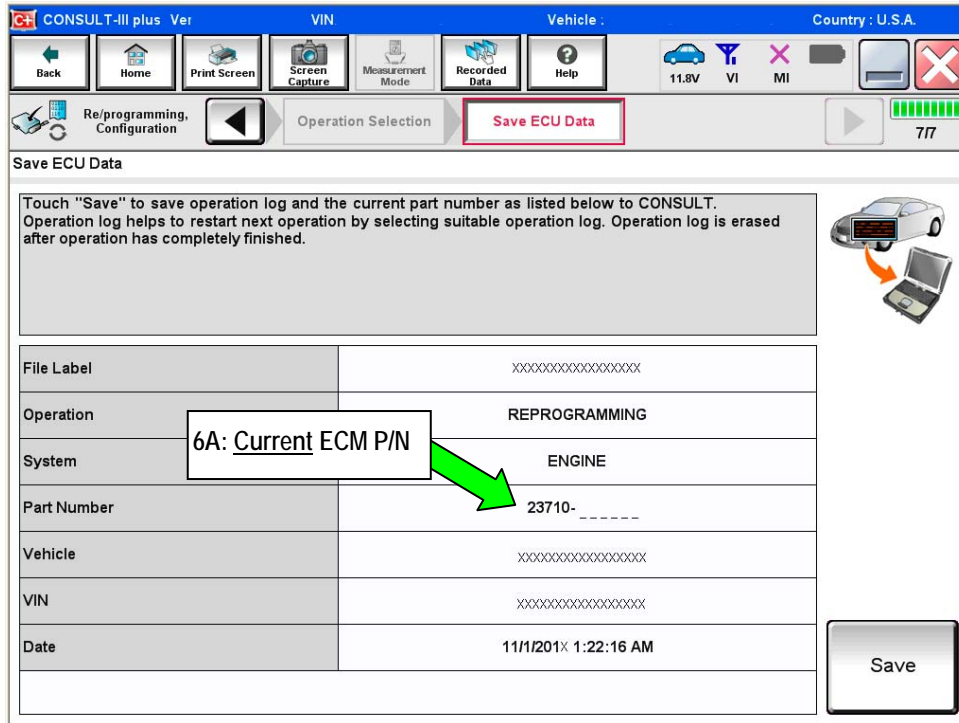 C+ CONSULT-III plus Ver VIN Vehicle : Country : U.S.A.
Back Home Print Screen Screen Capture Measurement Mode Recorded Data Help 11.8V VI MI
Re/programming, Configuration Operation Selection Save ECU Data 7/7
Save ECU Data
Touch "Save" to save operation log and the current part number as listed below to CONSULT.
Operation log helps to restart next operation by selecting suitable operation log. Operation log is erased
after operation has completely finished.
File Label XXXXXXXXXXXXXXXXX
Operation REPROGRAMMING
6A: Current ECM P/N
System ENGINE
Part Number 23710- _ _ _ _ _ _
Vehicle XXXXXXXXXXXXXXXXX
VIN XXXXXXXXXXXXXXXXX
Date 11/1/201X 1:22:16 AM
Save